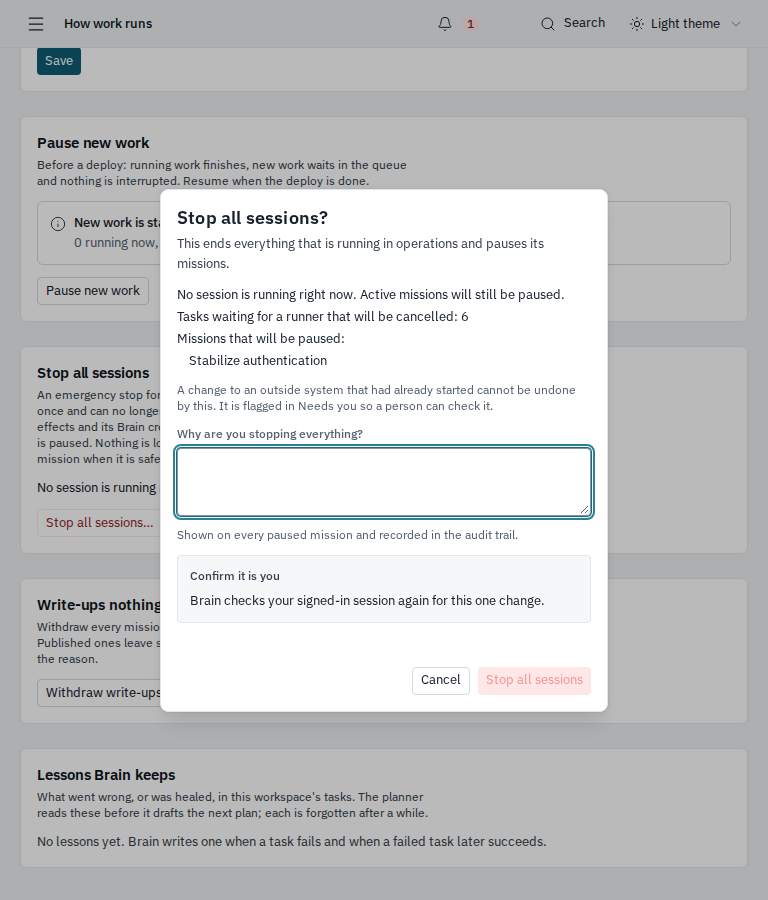 How work runs
1
Search
Light theme
Save
Pause new work
Before a deploy: running work finishes, new work waits in the queue
and nothing is interrupted. Resume when the deploy is done.
New work is
0 running now,
Pause new work
Stop all sessions?
This ends everything that is running in operations and pauses its
missions.
No session is running right now. Active missions will still be paused.
Tasks waiting for a runner that will be cancelled: 6
Missions that will be paused:
Stabilize authentication
A change to an outside system that had already started cannot be undone
by this. It is flagged in Needs you so a person can check it.
Why are you stopping everything?
Shown on every paused mission and recorded in the audit trail.
Confirm it is you
Brain checks your signed-in session again for this one change.
Cancel
Stop all sessions
Stop all sessions
An emergency stop for
once and can no longe
effects and its Brain
is paused. Nothing is
mission when it is safe
No session is running
Stop all sessions...
Write-ups nothing
Withdraw every missio
Published ones leave
the reason.
Withdraw write-ups
Lessons Brain keeps
What went wrong, or was healed, in this workspace's tasks. The planner
reads these before it drafts the next plan; each is forgotten after a while.
No lessons yet. Brain writes one when a task fails and when a failed task later succeeds.